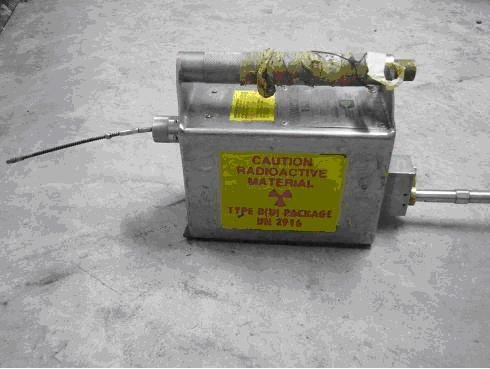 CAUTION
RADIOACTIVE
MATERIAL
TYPE B(U) PACKAGE
UN 2916